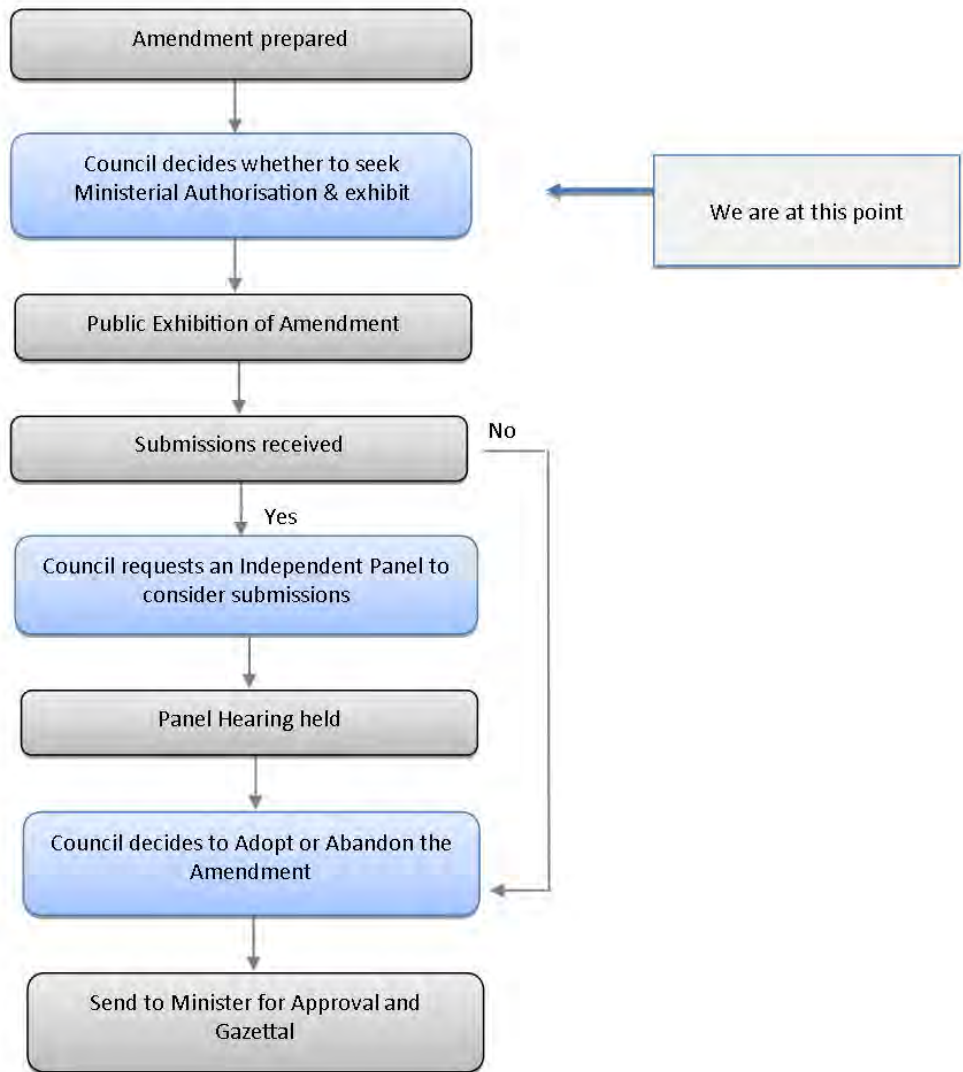 Amendment prepared
Council decides whether to seek
Ministerial Authorisation & exhibit
We are at this point
Public Exhibition of Amendment
Submissions received
No
Yes
Council requests an Independent Panel to
consider submissions
Panel Hearing held
Council decides to Adopt or Abandon the
Amendment
Send to Minister for Approval and
Gazettal